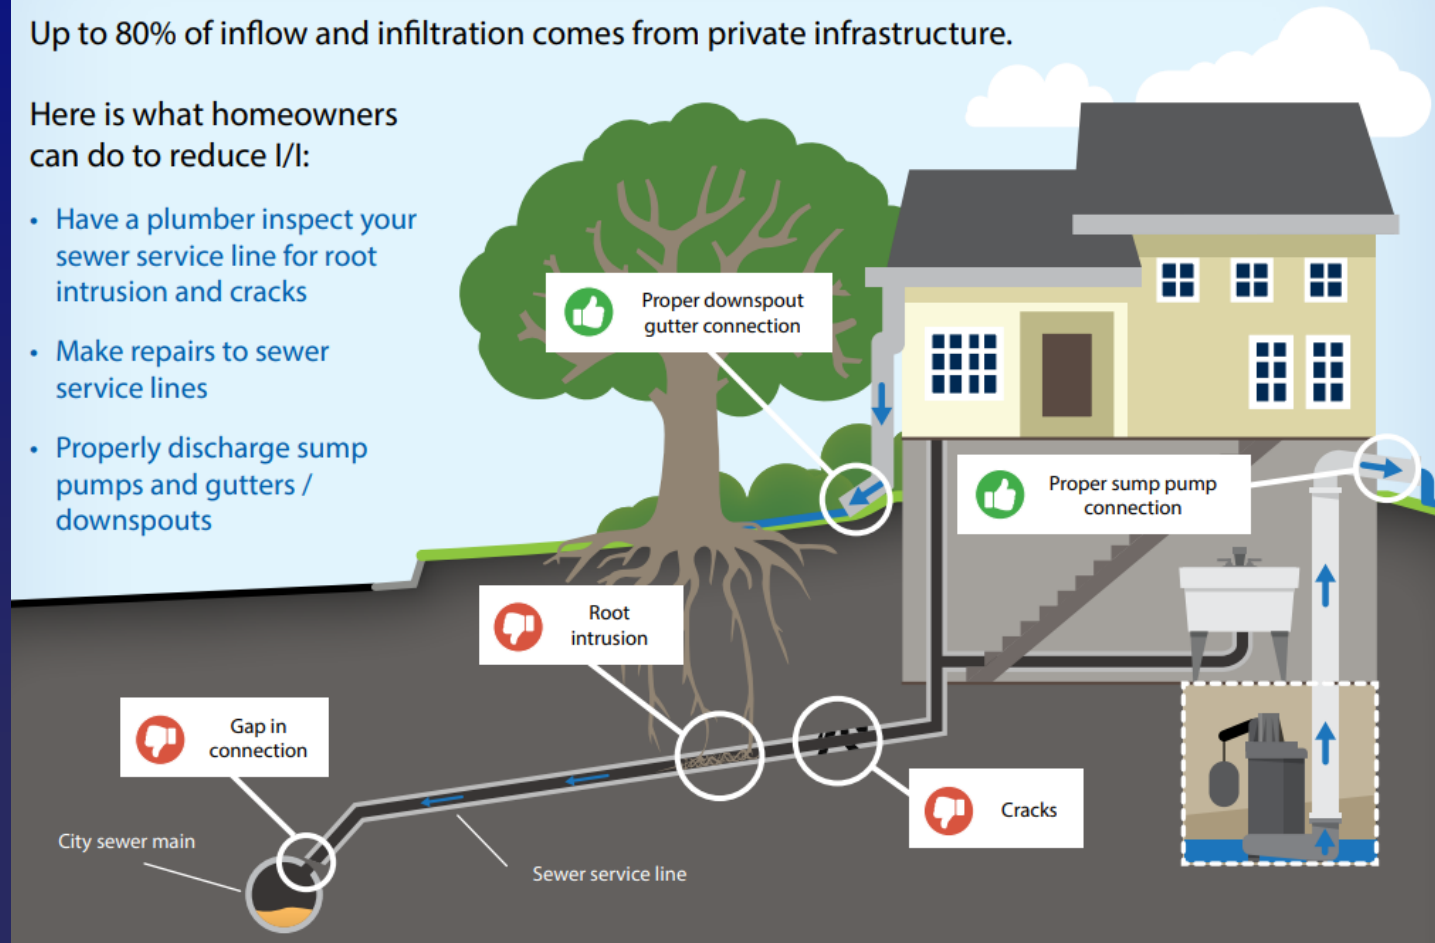 Up to 80% of inflow and infiltration comes from private infrastructure.
Here is what homeowners
can do to reduce I/I:
• Have a plumber inspect your
sewer service line for root
intrusion and cracks
• Make repairs to sewer
service lines
• Properly discharge sump
pumps and gutters /
downspouts
Proper downspout
gutter connection
Proper sump pump
connection
Root
intrusion
Gap in
connection
Cracks
City sewer main
Sewer service line